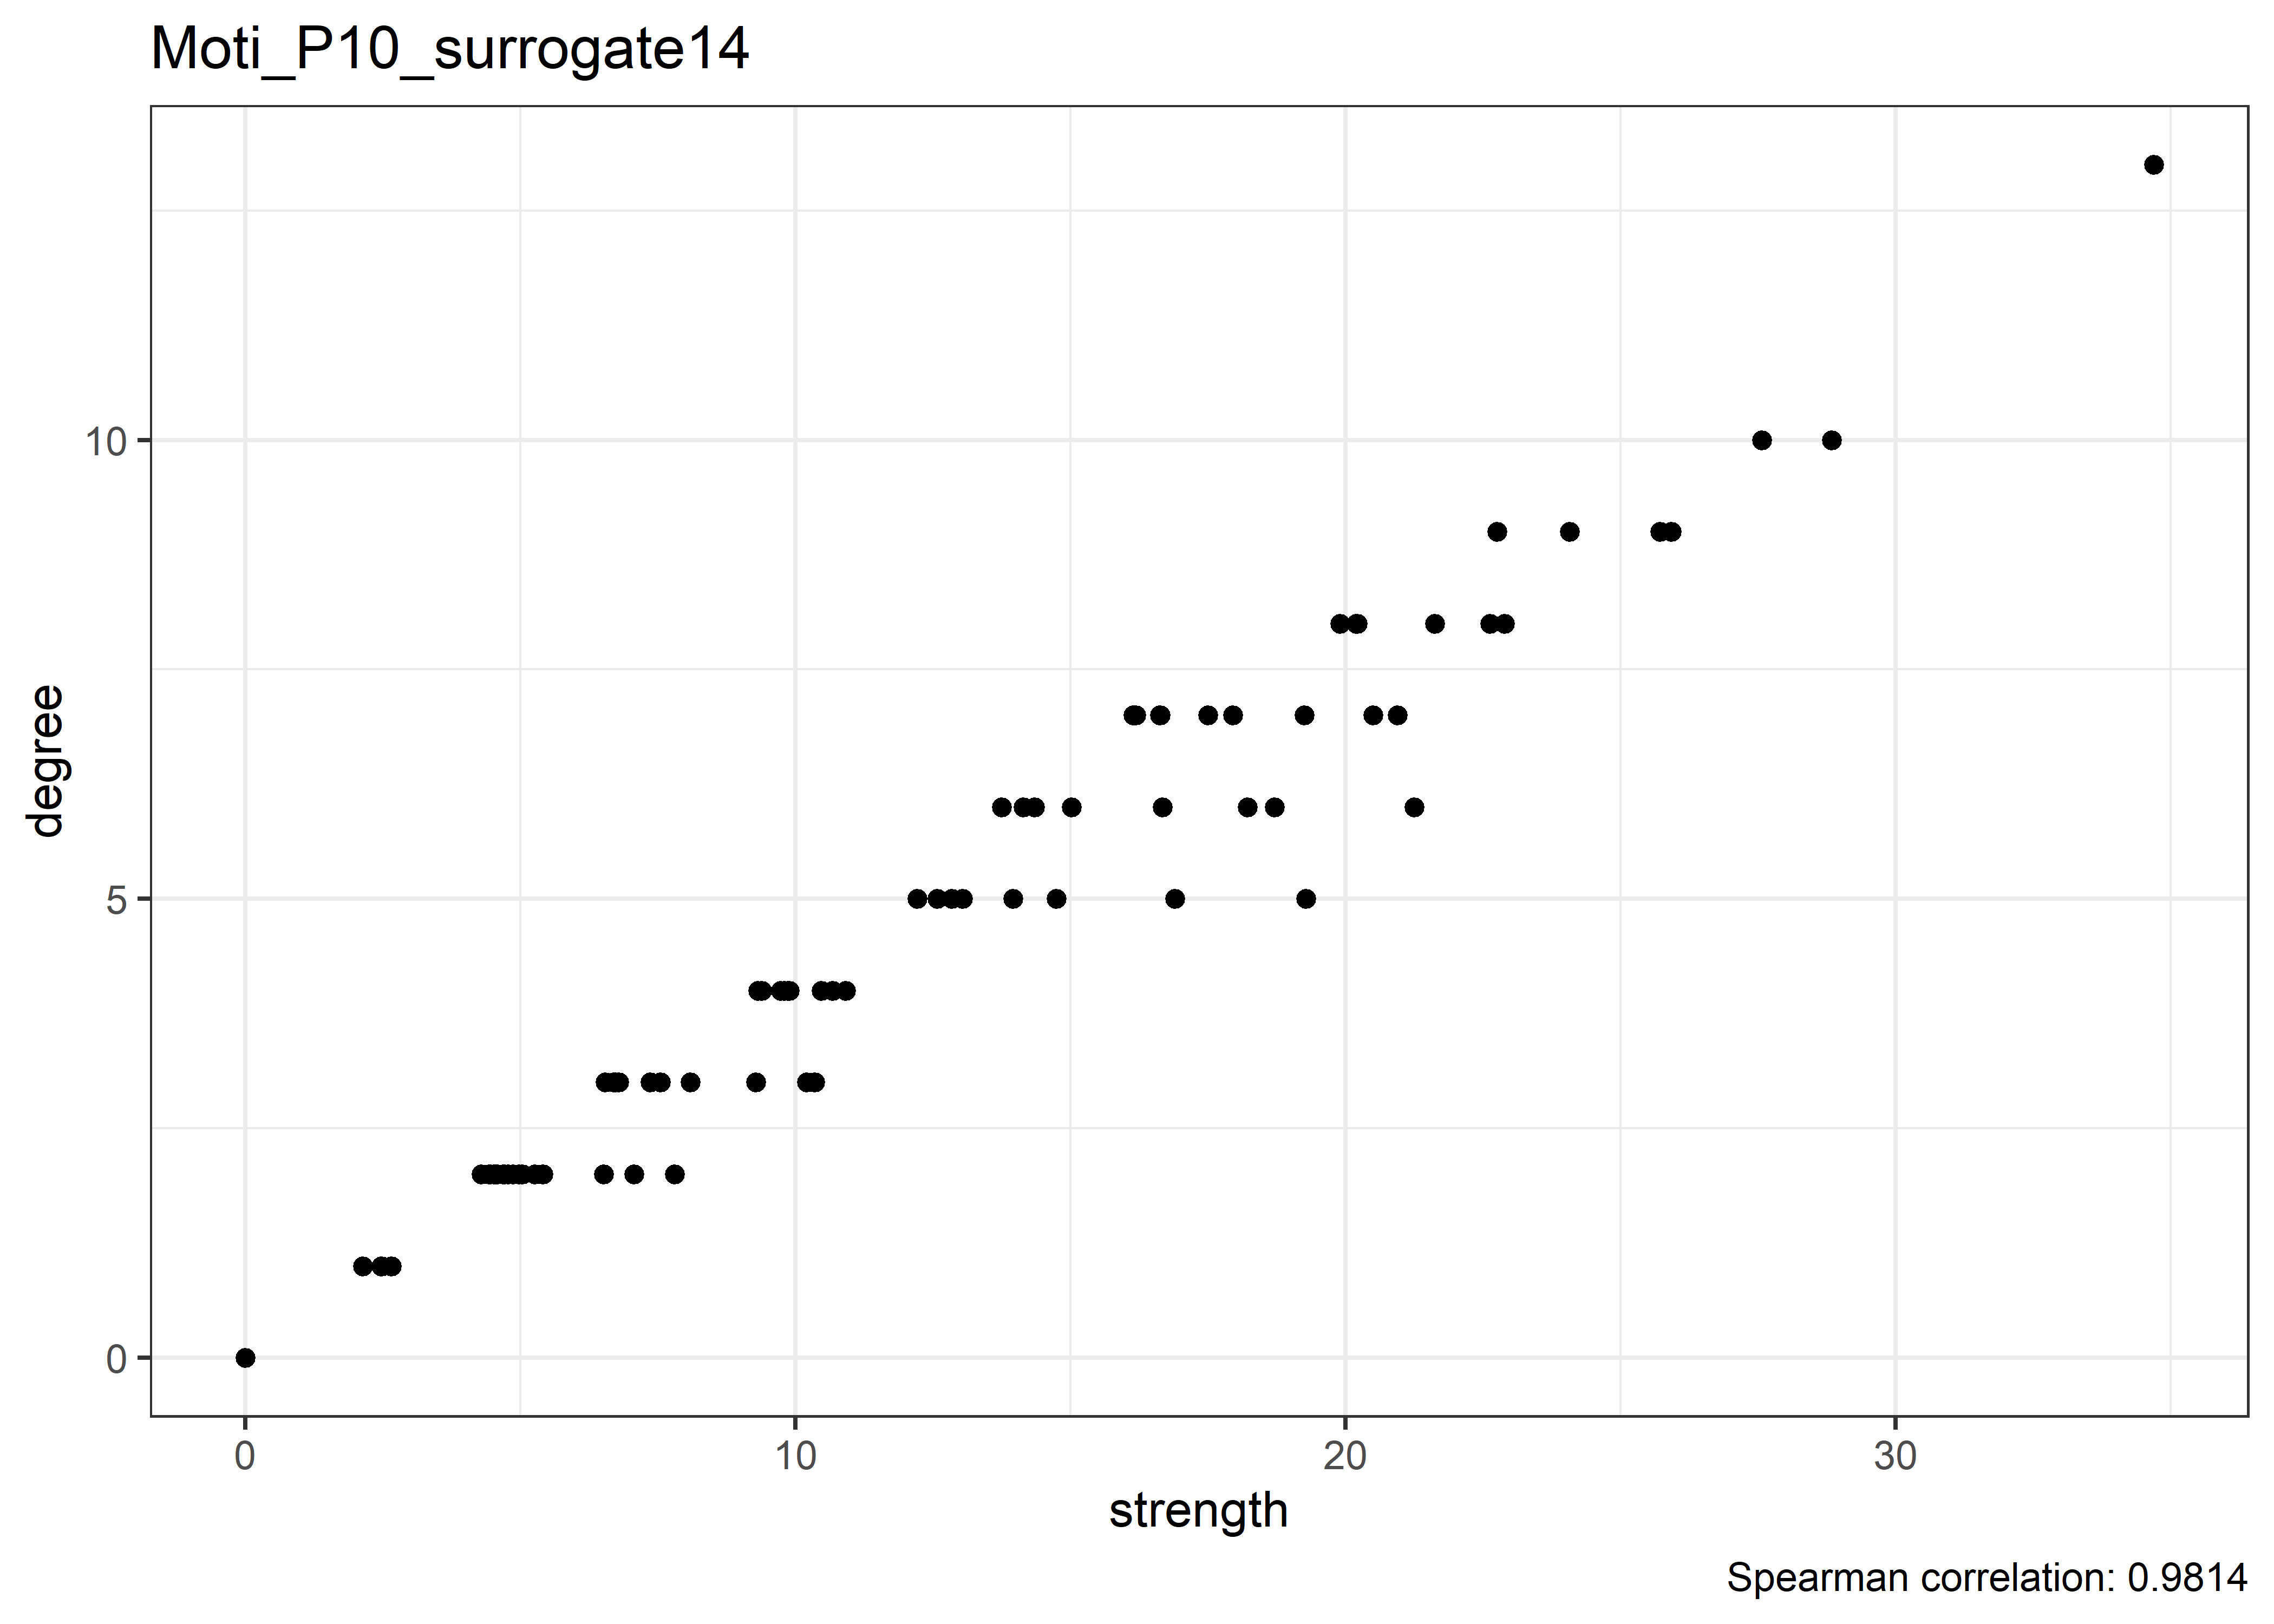 Moti_P10_surrogate14
degree
10
5
0
0 10 20 30
strength
Spearman correlation: 0.9814